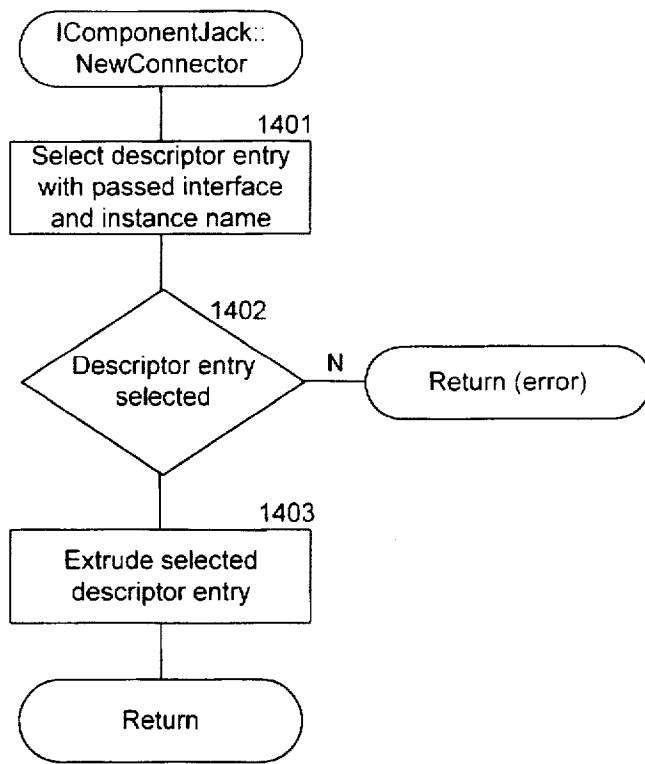 IComponentJack::
NewConnector
1401
Select descriptor entry
with passed interface
and instance name
1402
Descriptor entry
selected
N
Return (error)
1403
Extrude selected
descriptor entry
Return